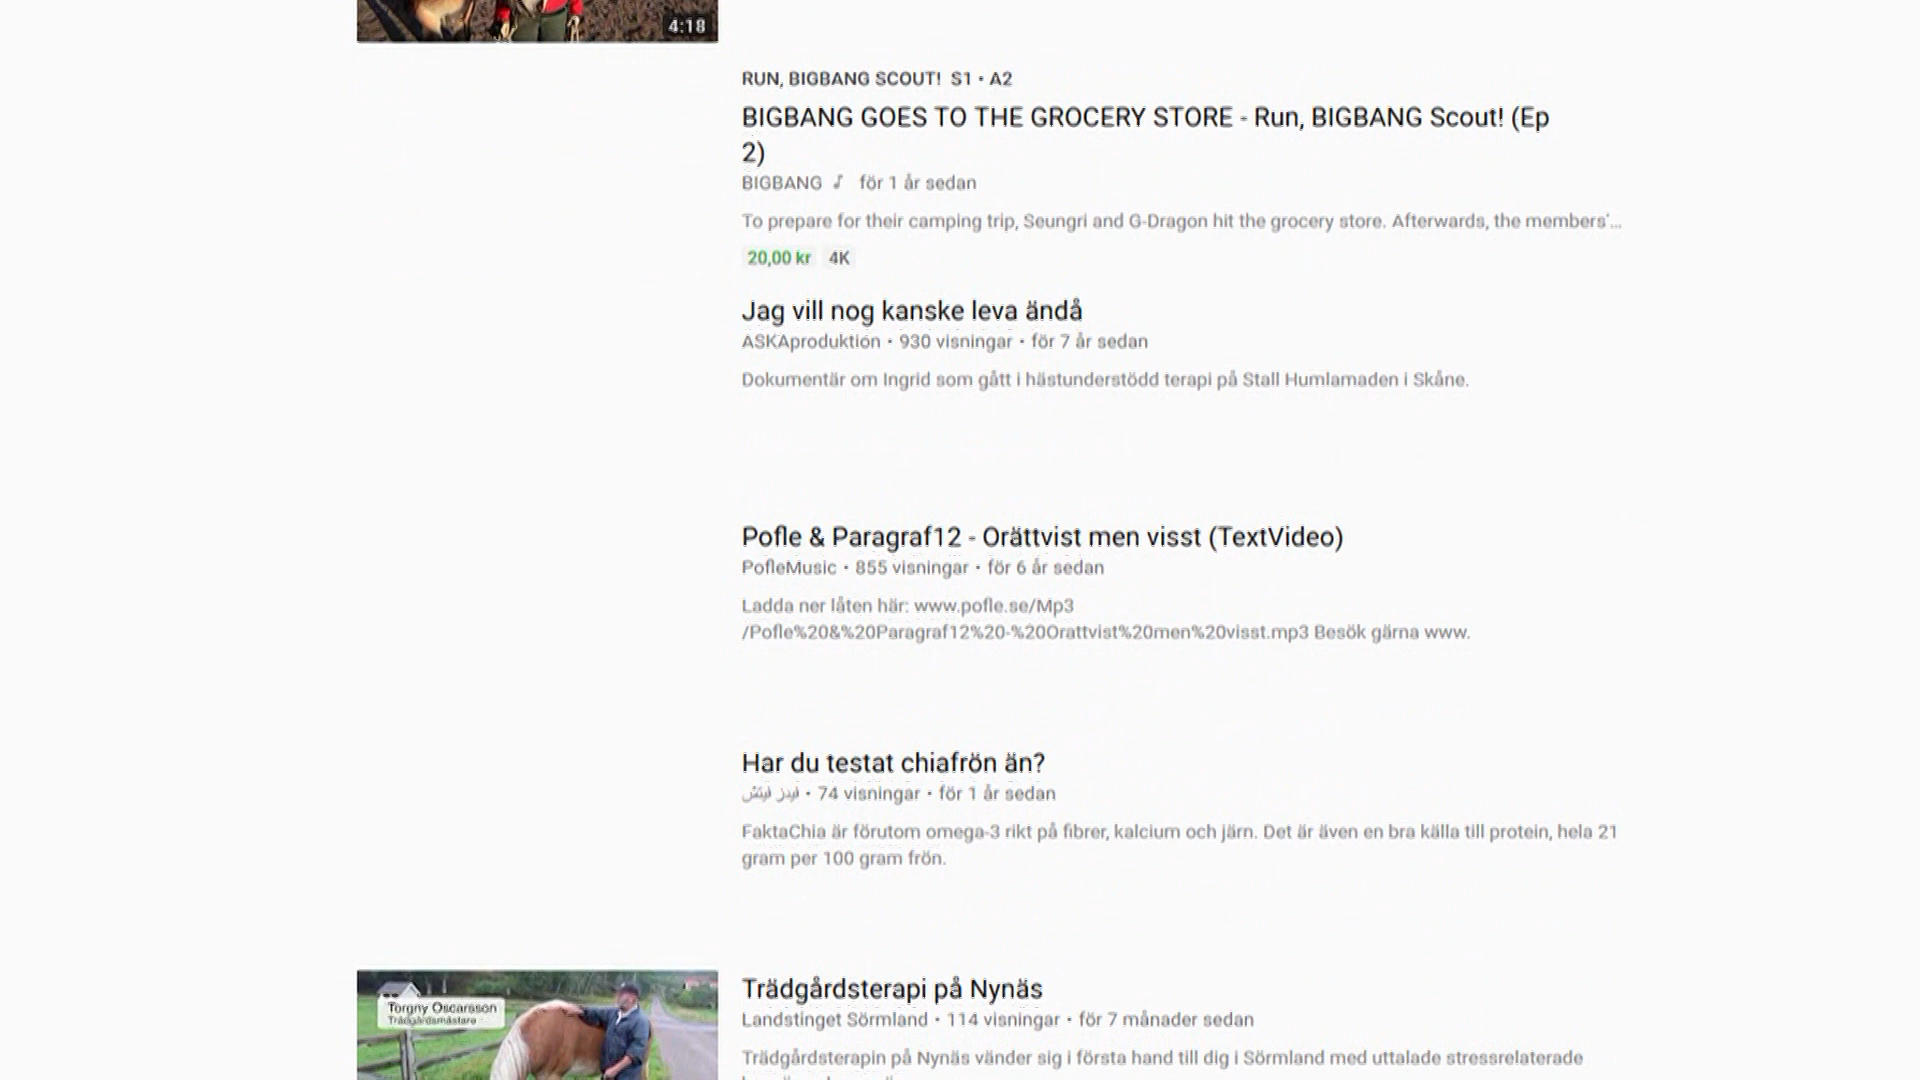 4:18
RUN, BIGBANG SCOUT! S1 • A2
BIGBANG GOES TO THE GROCERY STORE - Run, BIGBANG Scout! (Ep
2)
BIGBANG ♪ för 1 år sedan
To prepare for their camping trip, Seungri and G-Dragon hit the grocery store. Afterwards, the members'...
20,00 kr 4K
Jag vill nog kanske leva ändå
ASKAproduktion • 930 visningar • för 7 år sedan
Dokumentär om Ingrid som gått i hästunderstödd terapi på Stall Humlamaden i Skåne.
Pofle & Paragraf12 - Orättvist men visst (TextVideo)
PofleMusic • 855 visningar • för 6 år sedan
Ladda ner låten här: www.pofle.se/Mp3
/Pofle%20&%20Paragraf12%20-%20Orattvist%20men%20visst.mp3 Besök gärna www.
Har du testat chiafrön än?
• 74 visningar • för 1 år sedan
FaktaChia är förutom omega-3 rikt på fibrer, kalcium och järn. Det är även en bra källa till protein, hela 21
gram per 100 gram frön.
Torgny Oscarsson
Trädgårdsmästare
Trädgårdsterapi på Nynäs
Landstinget Sörmland • 114 visningar • för 7 månader sedan
Trädgårdsterapin på Nynäs vänder sig i första hand till dig i Sörmland med uttalade stressrelaterade